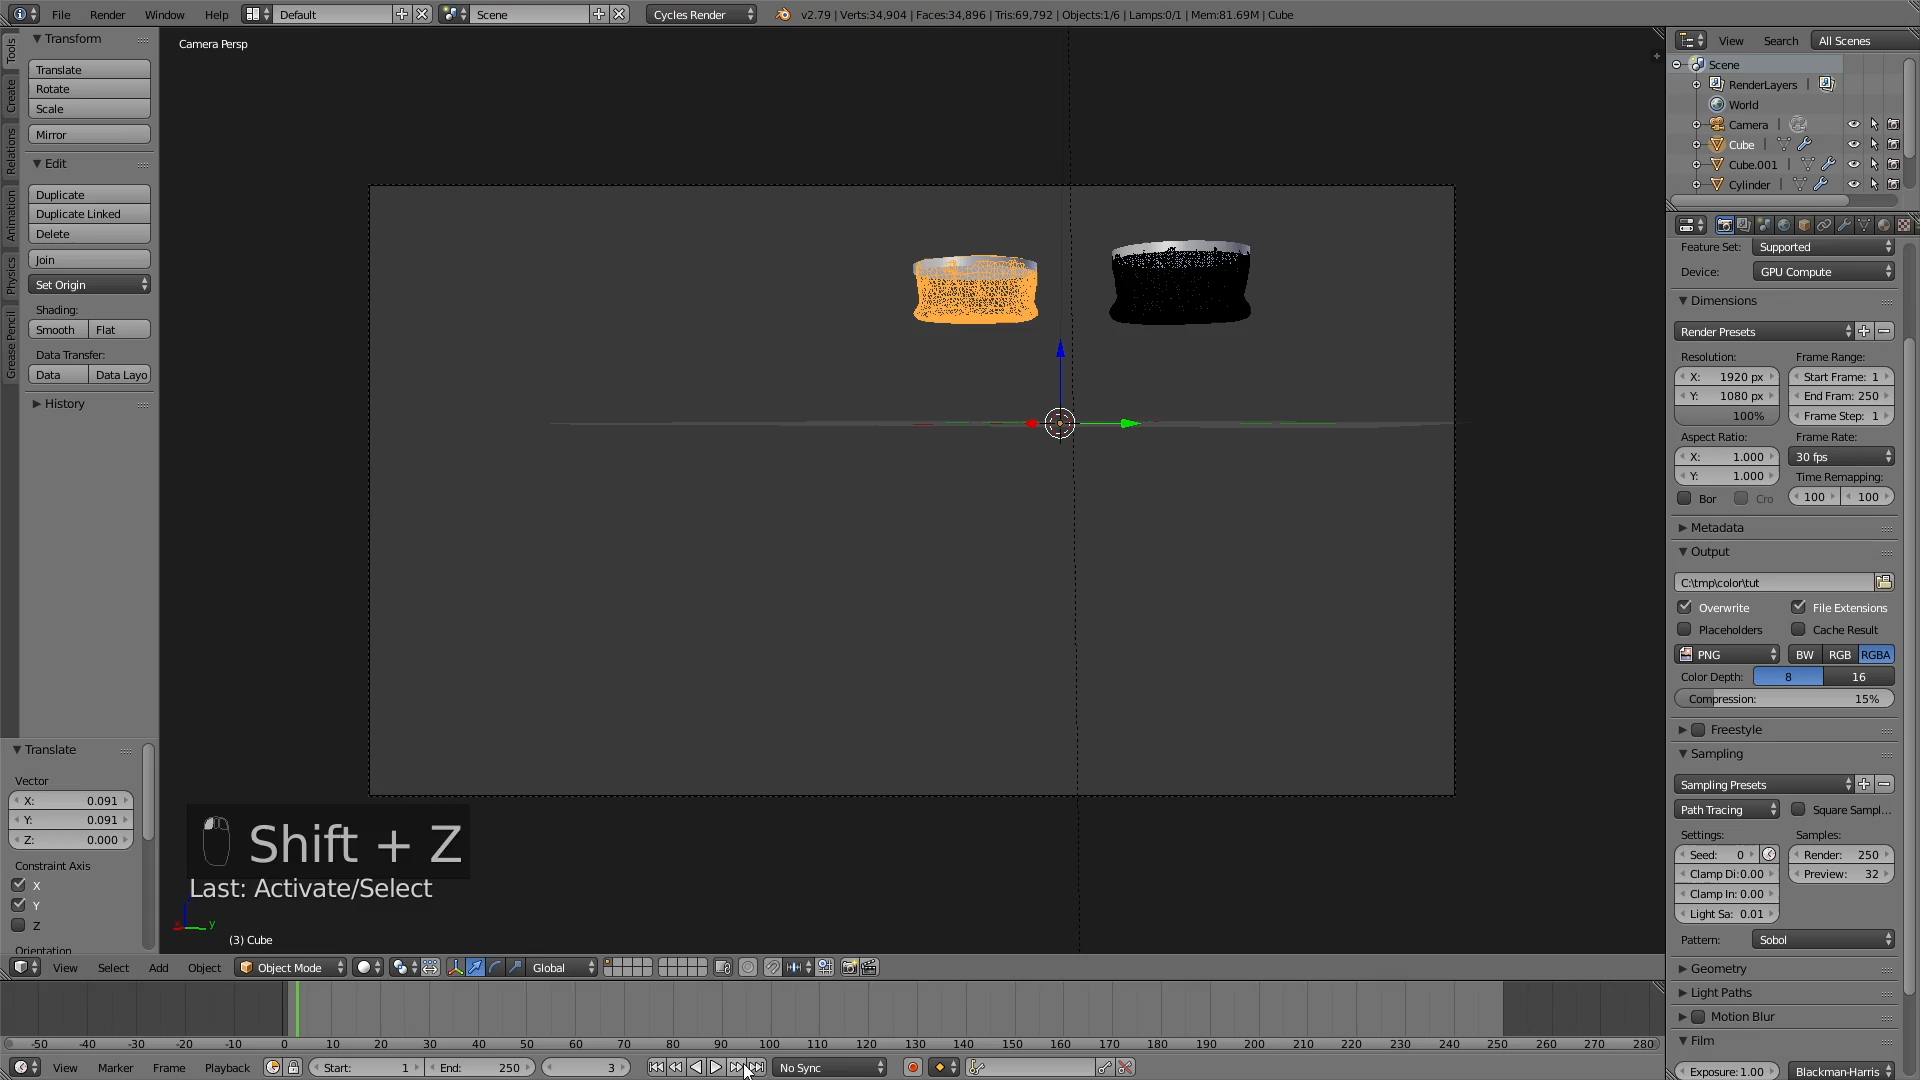 File Render Window Help Default Scene Cycles Render v2.79 | Verts:34,904 | Faces:34,896 | Tris:69,792 | Objects:1/6 | Lamps:0/1 | Mem:81.69M | Cube
Tools
Create
Relations
Animation
Physics
Grease Pencil
Transform
Translate
Rotate
Scale
Mirror
Edit
Duplicate
Duplicate Linked
Delete
Join
Set Origin
Shading:
Smooth Flat
Data Transfer:
Data Data Layo
History
Translate
Vector
X: 0.091
Y: 0.091
Z: 0.000
Constraint Axis
X
Y
Z
Orientation
Camera Persp
Shift + Z
Last: Activate/Select
y
(3) Cube
View Select Add Object Object Mode Global
-50 -40 -30 -20 -10 0 10 20 30 40 50 60 70 80 90 100 110 120 130 140 150 160 170 180 190 200 210 220 230 240 250 260 270 280
View Marker Frame Playback Start: 1 End: 250 3 No Sync
View Search All Scenes
Scene
RenderLayers
World
Camera
Cube
Cube.001
Cylinder
Feature Set: Supported
Device: GPU Compute
Dimensions
Render Presets
Resolution: Frame Range:
X: 1920 px Start Frame: 1
Y: 1080 px End Fram: 250
100% Frame Step: 1
Aspect Ratio: Frame Rate:
X: 1.000 30 fps
Y: 1.000 Time Remapping:
Bor Cro 100 100
Metadata
Output
C:\tmp\color\tut
Overwrite File Extensions
Placeholders Cache Result
PNG BW RGB RGBA
Color Depth: 8 16
Compression: 15%
Freestyle
Sampling
Sampling Presets
Path Tracing Square Sampl...
Settings: Samples:
Seed: 0 Render: 250
Clamp Di:0.00 Preview: 32
Clamp In: 0.00
Light Sa: 0.01
Pattern: Sobol
Geometry
Light Paths
Motion Blur
Film
Exposure:1.00 Blackman-Harris